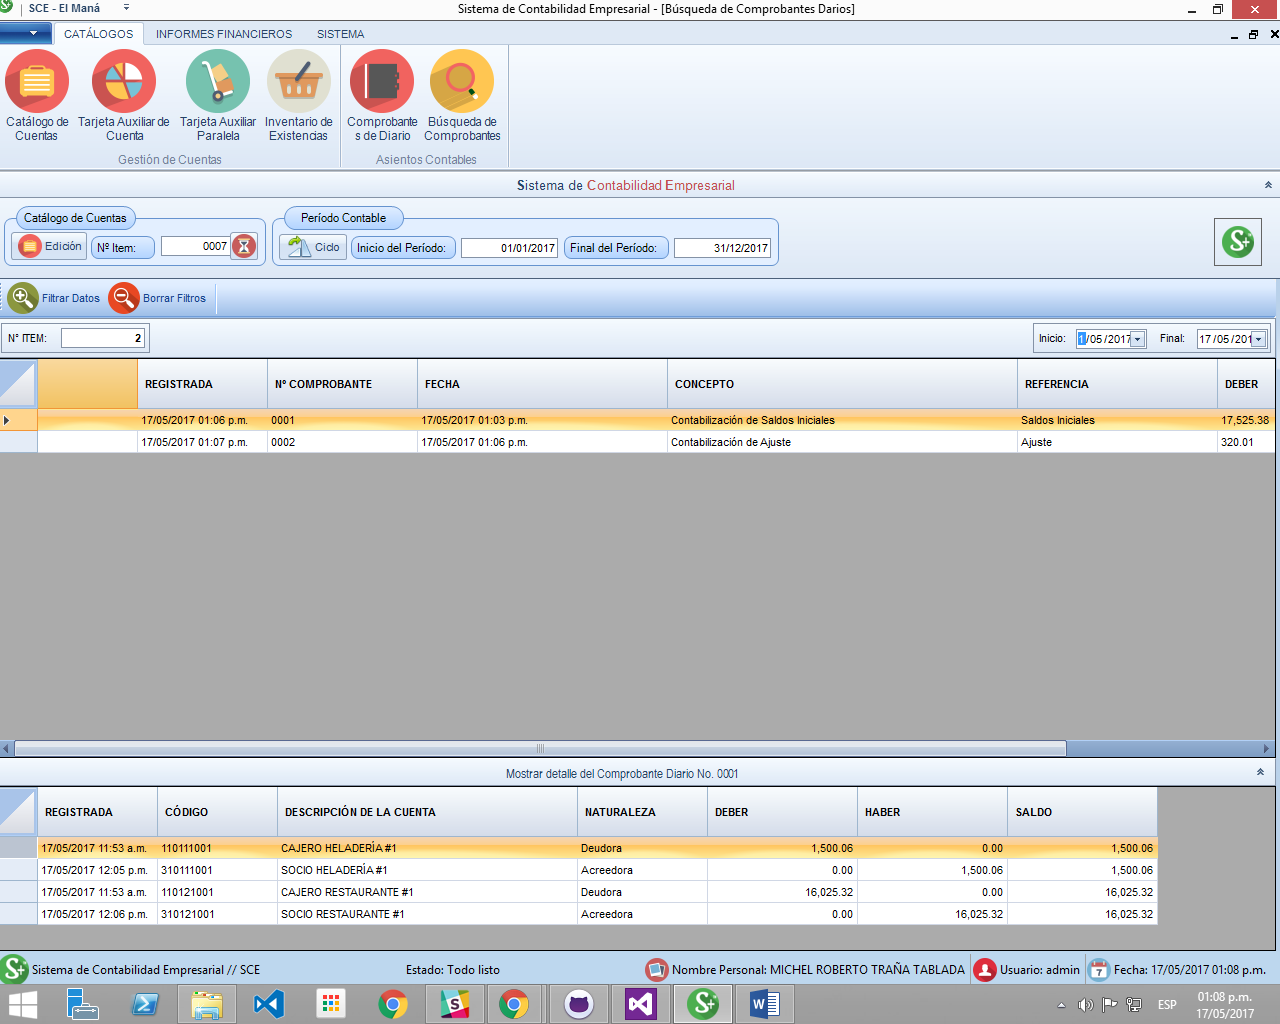 SCE - El Maná
Sistema de Contabilidad Empresarial - [Búsqueda de Comprobantes Darios]
CATÁLOGOS INFORMES FINANCIEROS SISTEMA
Catálogo de Cuentas
Tarjeta Auxiliar de Cuenta
Tarjeta Auxiliar Paralela
Inventario de Existencias
Comprobante s de Diario
Búsqueda de Comprobantes
Gestión de Cuentas
Asientos Contables
Sistema de Contabilidad Empresarial
Catálogo de Cuentas
Edición Nº Item: 0007
Período Contable
Ciclo Inicio del Período: 01/01/2017 Final del Período: 31/12/2017
Filtrar Datos Borrar Filtros
N° ITEM: 2
Inicio: 1/05/2017 Final: 17/05/201
REGISTRADA Nº COMPROBANTE FECHA CONCEPTO REFERENCIA DEBER
17/05/2017 01:06 p.m. 0001 17/05/2017 01:03 p.m. Contabilización de Saldos Iniciales Saldos Iniciales 17,525.38
17/05/2017 01:07 p.m. 0002 17/05/2017 01:06 p.m. Contabilización de Ajuste Ajuste 320.01
Mostrar detalle del Comprobante Diario No. 0001
REGISTRADA CÓDIGO DESCRIPCIÓN DE LA CUENTA NATURALEZA DEBER HABER SALDO
17/05/2017 11:53 a.m. 110111001 CAJERO HELADERÍA #1 Deudora 1,500.06 0.00 1,500.06
17/05/2017 12:05 p.m. 310111001 SOCIO HELADERÍA #1 Acreedora 0.00 1,500.06 1,500.06
17/05/2017 11:53 a.m. 110121001 CAJERO RESTAURANTE #1 Deudora 16,025.32 0.00 16,025.32
17/05/2017 12:06 p.m. 310121001 SOCIO RESTAURANTE #1 Acreedora 0.00 16,025.32 16,025.32
Sistema de Contabilidad Empresarial // SCE Estado: Todo listo Nombre Personal: MICHEL ROBERTO TRAÑA TABLADA Usuario: admin Fecha: 17/05/2017 01:08 p.m.
ESP
01:08 p.m.
17/05/2017